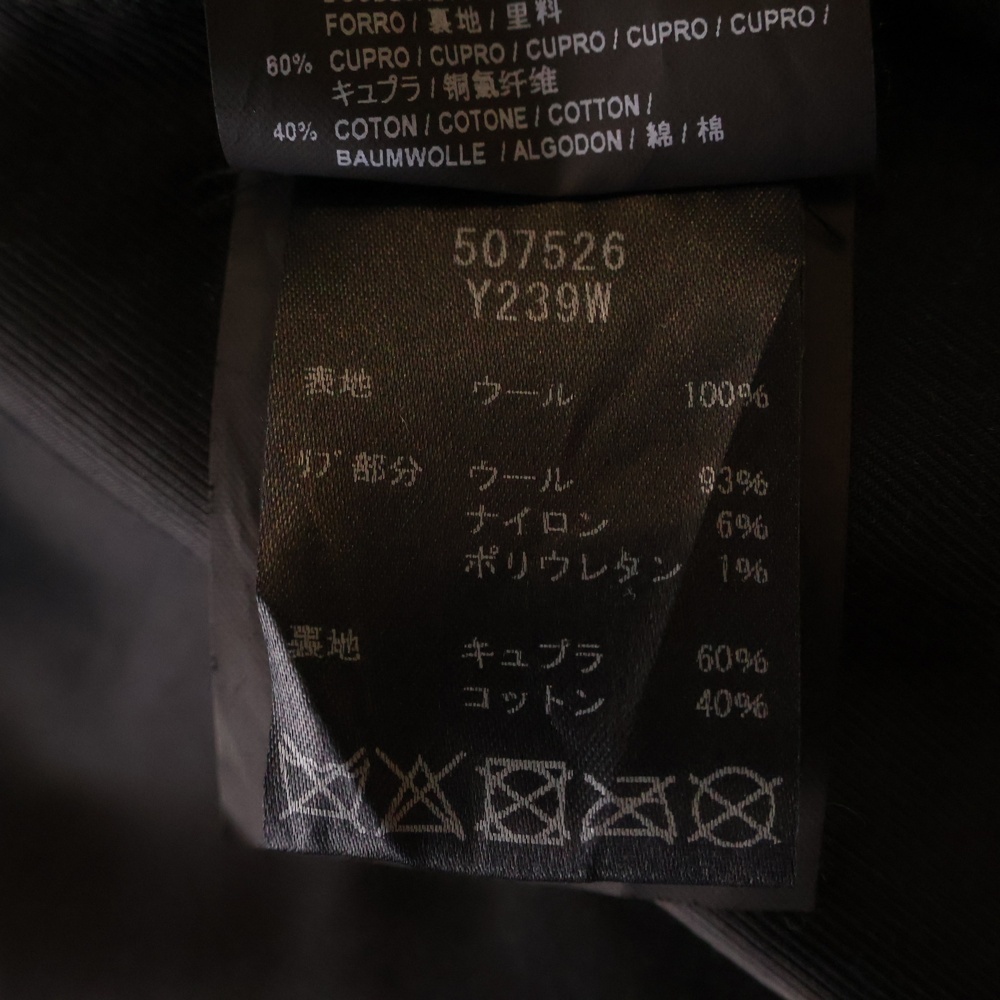 FORRO / 裏地 / 里料
60% CUPRO / CUPRO / CUPRO / CUPRO / CUPRO /
キュプラ / 铜氨纤维
40% COTON / COTONE / COTTON /
BAUMWOLLE / ALGODON / 綿 / 棉
507526
Y239W
表地 ウール 100%
リブ部分 ウール 93%
ナイロン 6%
ポリウレタン 1%
裏地 キュプラ 60%
コットン 40%